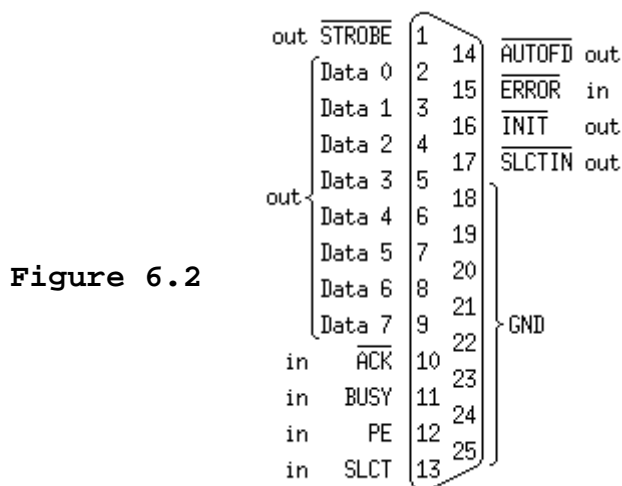 out STROBE 1
14 AUTOFD out
Data 0 2
15 ERROR in
Data 1 3
16 INIT out
Data 2 4
17 SLCTIN out
Data 3 5
out
18
Data 4 6
19
Data 5 7
20
Figure 6.2
Data 6 8
21
Data 7 9
GND
22
in ACK 10
23
in BUSY 11
24
in PE 12
25
in SLCT 13